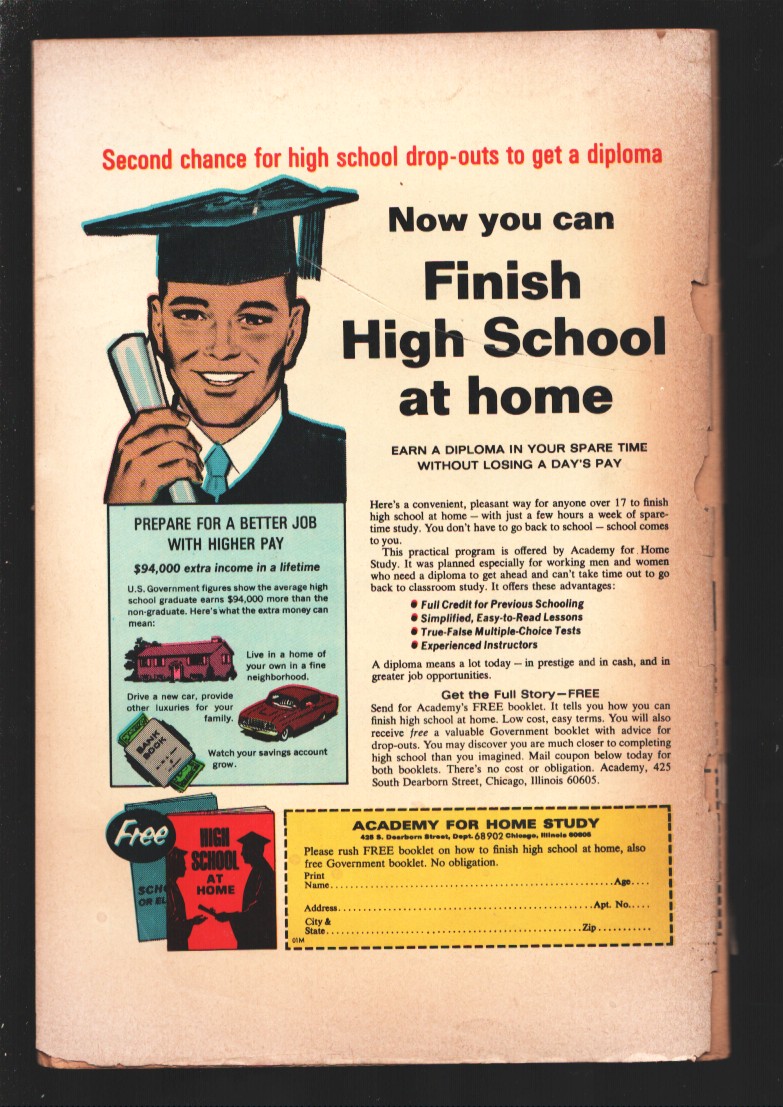 Second chance for high school drop-outs to get a diploma
Now you can
Finish
High School
at home
EARN A DIPLOMA IN YOUR SPARE TIME
WITHOUT LOSING A DAY'S PAY
PREPARE FOR A BETTER JOB
WITH HIGHER PAY
$94,000 extra income in a lifetime
U.S. Government figures show the average high
school graduate earns $94,000 more than the
non-graduate. Here's what the extra money can
mean:
Live in a home of
your own in a fine
neighborhood.
Drive a new car, provide
other luxuries for your
family.
BANK
BOOK
Watch your savings account
grow.
Here's a convenient, pleasant way for anyone over 17 to finish
high school at home — with just a few hours a week of spare-
time study. You don't have to go back to school — school comes
to you.
This practical program is offered by Academy for Home
Study. It was planned especially for working men and women
who need a diploma to get ahead and can't take time out to go
back to classroom study. It offers these advantages:
• Full Credit for Previous Schooling
• Simplified, Easy-to-Read Lessons
• True-False Multiple-Choice Tests
• Experienced Instructors
A diploma means a lot today — in prestige and in cash, and in
greater job opportunities.
Get the Full Story—FREE
Send for Academy's FREE booklet. It tells you how you can
finish high school at home. Low cost, easy terms. You will also
receive free a valuable Government booklet with advice for
drop-outs. You may discover you are much closer to completing
high school than you imagined. Mail coupon below today for
both booklets. There's no cost or obligation. Academy, 425
South Dearborn Street, Chicago, Illinois 60605.
Free
SCHO
OR EL
HIGH
SCHOOL
AT
HOME
ACADEMY FOR HOME STUDY
425 S. Dearborn Street, Dept. 68902 Chicago, Illinois 60605
Please rush FREE booklet on how to finish high school at home, also
free Government booklet. No obligation.
Print
Name.....Age....
Address.....Apt. No.....
City &
State.....Zip...........
01M